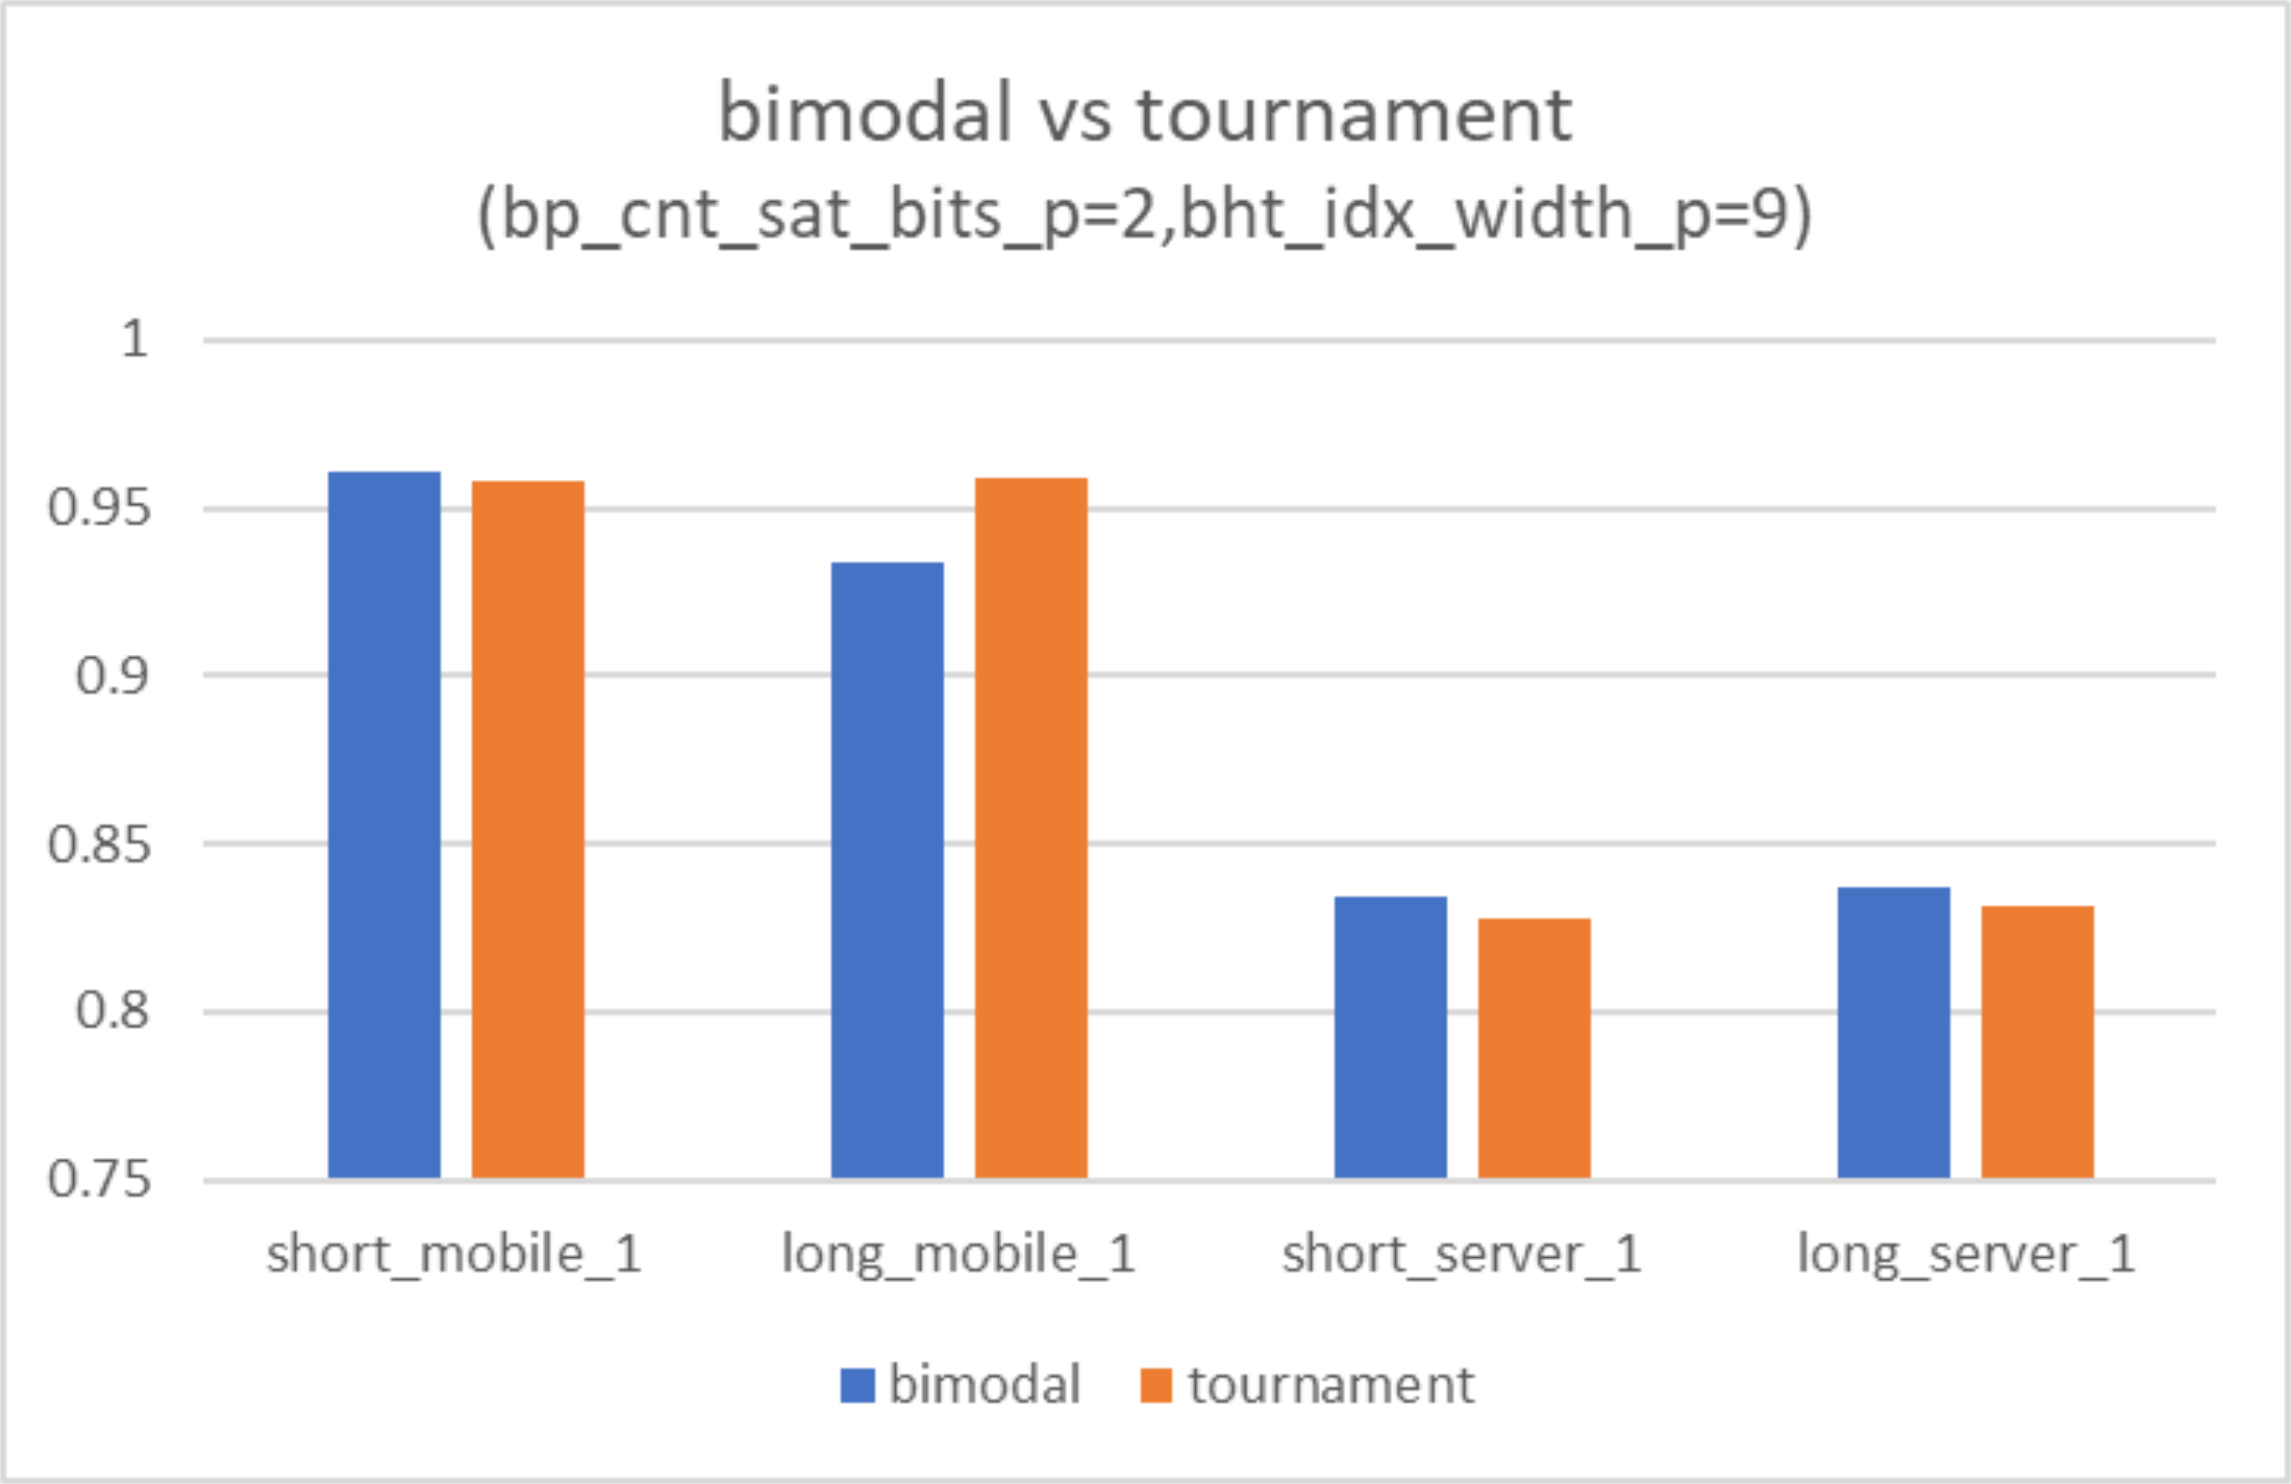 bimodal vs tournament
(bp_cnt_sat_bits_p=2,bht_idx_width_p=9)
1
0.95
0.9
0.85
0.8
0.75
short_mobile_1
long_mobile_1
short_server_1
long_server_1
bimodal
tournament